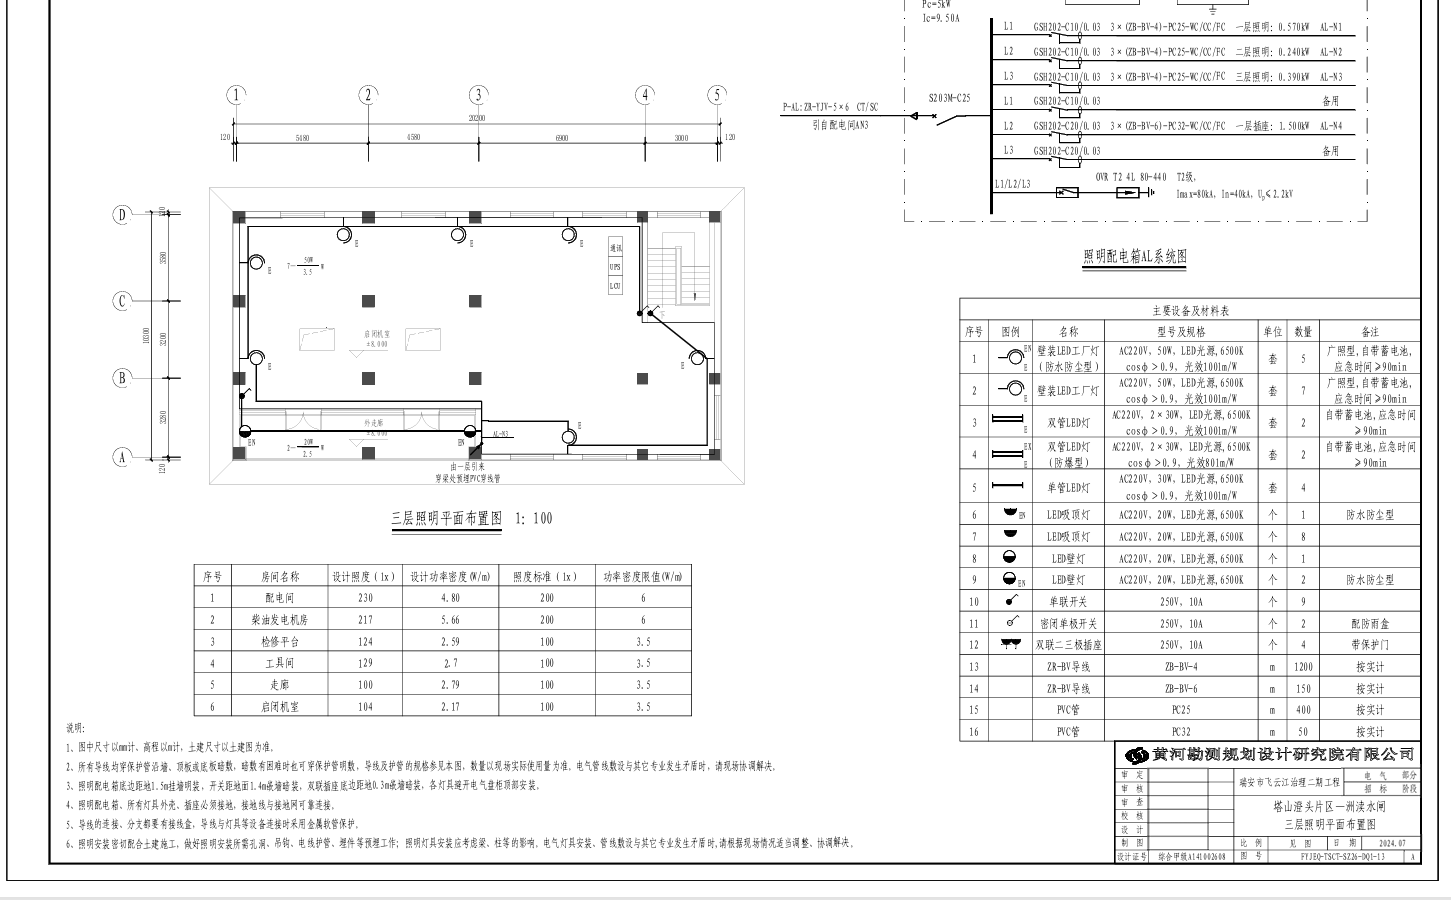 Pc=5kW
Ic=9.50A
L1 GSH202-C10/0.03 3×(ZB-BV-4)-PC25-WC/CC/FC 一层照明: 0.570kW AL-N1
L2 GSH202-C10/0.03 3×(ZB-BV-4)-PC25-WC/CC/FC 二层照明: 0.240kW AL-N2
L3 GSH202-C10/0.03 3×(ZB-BV-4)-PC25-WC/CC/FC 三层照明: 0.390kW AL-N3
L1 GSH202-C10/0.03 备用
L2 GSH202-C20/0.03 3×(ZB-BV-6)-PC32-WC/CC/FC 一层插座: 1.500kW AL-N4
L3 GSH202-C20/0.03 备用
S203M-C25
P-AL:ZR-YJV-5×6 CT/SC
引自配电间AN3
L1/L2/L3
OVR T2 4L 80-440 T2级,
Imax=80kA, In=40kA, Up≤2.2kV
照明配电箱AL系统图
1 2 3 4 5
20200
120 5480 4580 6900 3000 120
D
C
B
A
120
3380
3200
3280
120
10300
7— 50W/3.5 W
通讯
UPS
LCU
启闭机室
±8.000
下
外走廊
±8.000
2— 20W/2.5 W
EN
EN
AL-N3
由一层引来
穿梁处预埋PVC穿线管
三层照明平面布置图 1: 100
序号 房间名称 设计照度(lx) 设计功率密度(W/m) 照度标准(lx) 功率密度限值(W/m)
1 配电间 230 4.80 200 6
2 柴油发电机房 217 5.66 200 6
3 检修平台 124 2.59 100 3.5
4 工具间 129 2.7 100 3.5
5 走廊 100 2.79 100 3.5
6 启闭机室 104 2.17 100 3.5
说明:
1、图中尺寸以mm计、高程以m计,土建尺寸以土建图为准。
2、所有导线均穿保护管沿墙、顶板或底板暗敷,暗敷有困难时也可穿保护管明敷,导线及护管的规格参见本图,数量以现场实际使用量为准。电气管线敷设与其它专业发生矛盾时,请现场协调解决。
3、照明配电箱底边距地1.5m挂墙明装,开关距地面1.4m嵌墙暗装,双联插座底边距地0.3m嵌墙暗装,各灯具避开电气盘柜顶部安装。
4、照明配电箱、所有灯具外壳、插座必须接地,接地线与接地网可靠连接。
5、导线的连接、分支都要有接线盒,导线与灯具等设备连接时采用金属软管保护。
6、照明安装密切配合土建施工,做好照明安装所需孔洞、吊钩、电线护管、埋件等预埋工作;照明灯具安装应考虑梁、柱等的影响。电气灯具安装、管线敷设与其它专业发生矛盾时,请根据现场情况适当调整、协调解决。
主要设备及材料表
序号 图例 名称 型号及规格 单位 数量 备注
1 EN E 壁装LED工厂灯(防水防尘型) AC220V, 50W, LED光源,6500K cosφ>0.9, 光效100lm/W 套 5 广照型,自带蓄电池,应急时间≥90min
2 E 壁装LED工厂灯 AC220V, 50W, LED光源,6500K cosφ>0.9, 光效100lm/W 套 7 广照型,自带蓄电池,应急时间≥90min
3 E 双管LED灯 AC220V, 2×30W, LED光源,6500K cosφ>0.9, 光效100lm/W 套 2 自带蓄电池,应急时间≥90min
4 EX E 双管LED灯(防爆型) AC220V, 2×30W, LED光源,6500K cosφ>0.9, 光效80lm/W 套 2 自带蓄电池,应急时间≥90min
5 单管LED灯 AC220V, 30W, LED光源,6500K cosφ>0.9, 光效100lm/W 套 4
6 EN LED吸顶灯 AC220V, 20W, LED光源,6500K 个 1 防水防尘型
7 LED吸顶灯 AC220V, 20W, LED光源,6500K 个 8
8 LED壁灯 AC220V, 20W, LED光源,6500K 个 1
9 EN LED壁灯 AC220V, 20W, LED光源,6500K 个 2 防水防尘型
10 单联开关 250V, 10A 个 9
11 密闭单极开关 250V, 10A 个 2 配防雨盒
12 双联二三极插座 250V, 10A 个 4 带保护门
13 ZR-BV导线 ZB-BV-4 m 1200 按实计
14 ZR-BV导线 ZB-BV-6 m 150 按实计
15 PVC管 PC25 m 400 按实计
16 PVC管 PC32 m 50 按实计
黄河勘测规划设计研究院有限公司
审定
审核
审查
校核
设计
制图
瑞安市飞云江治理二期工程
电气 部分
招标 阶段
塔山澄头片区—洲渎水闸
三层照明平面布置图
比例 见图 日期 2024.07
设计证号 综合甲级A141002608 图号 FYJEQ-TSCT-SZ26-DQ1-13 A